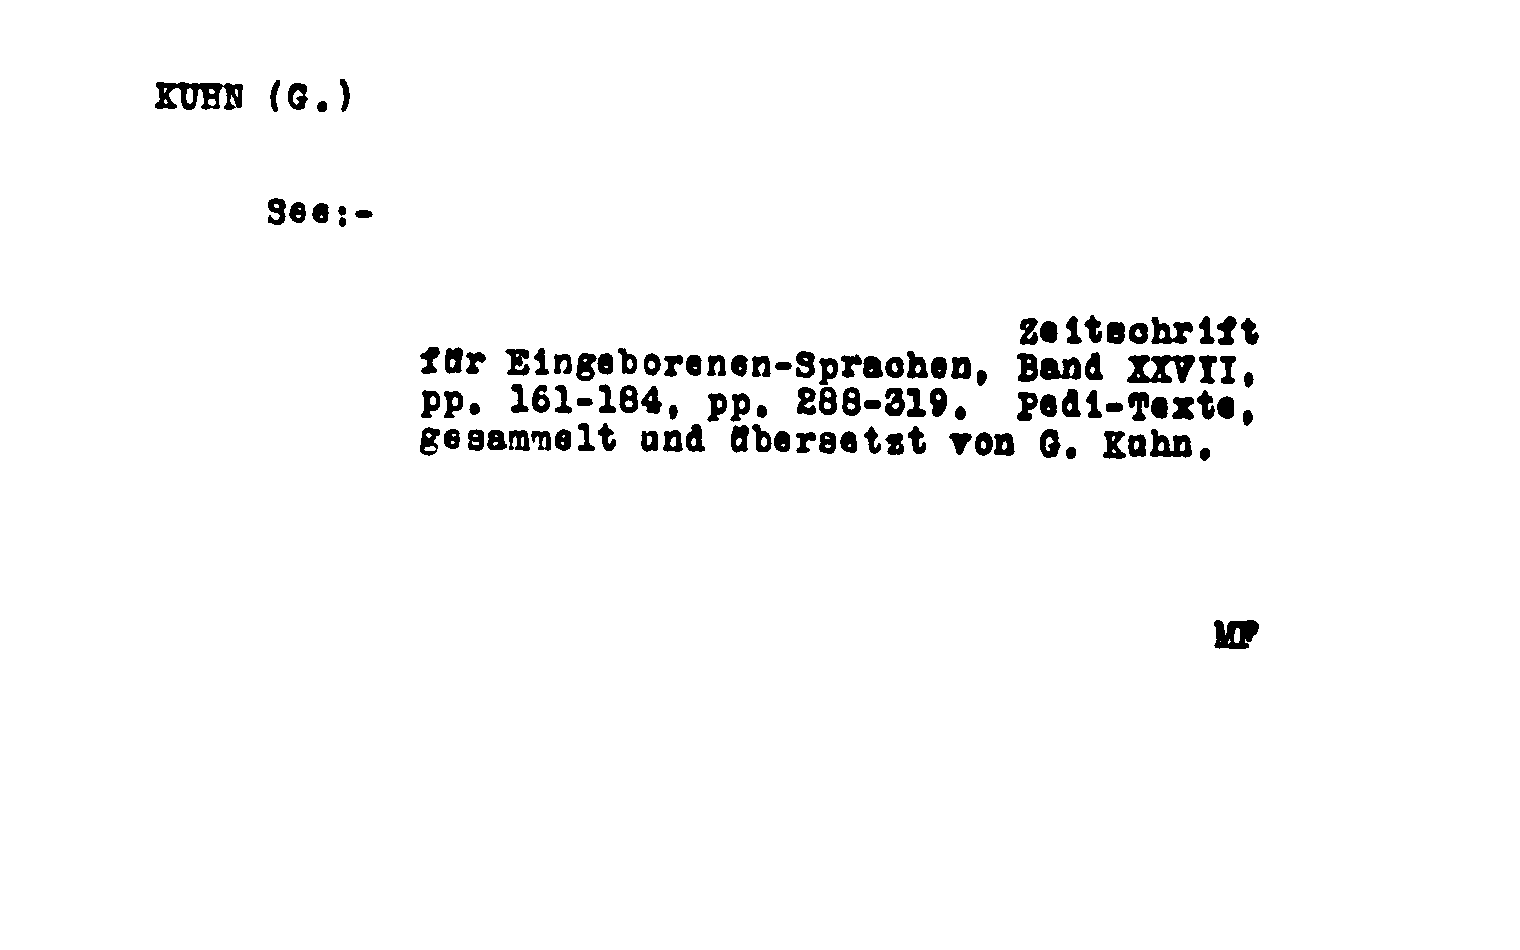 KUHN (G.)
See:-
Zeitschrift
für Eingeborenen-Sprachen, Band XXVII,
pp. 161-184, pp. 288-319. Pedi-Texte,
gesammelt und übersetzt von G. Kuhn.
MF